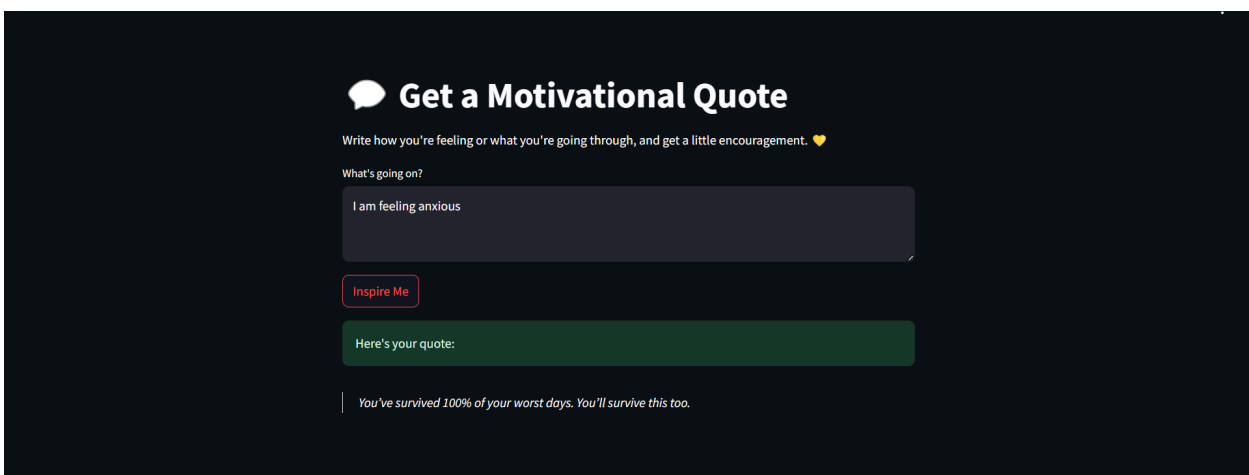 💬 Get a Motivational Quote
Write how you're feeling or what you're going through, and get a little encouragement. 💛
What's going on?
I am feeling anxious
Inspire Me
Here's your quote:
You’ve survived 100% of your worst days. You’ll survive this too.